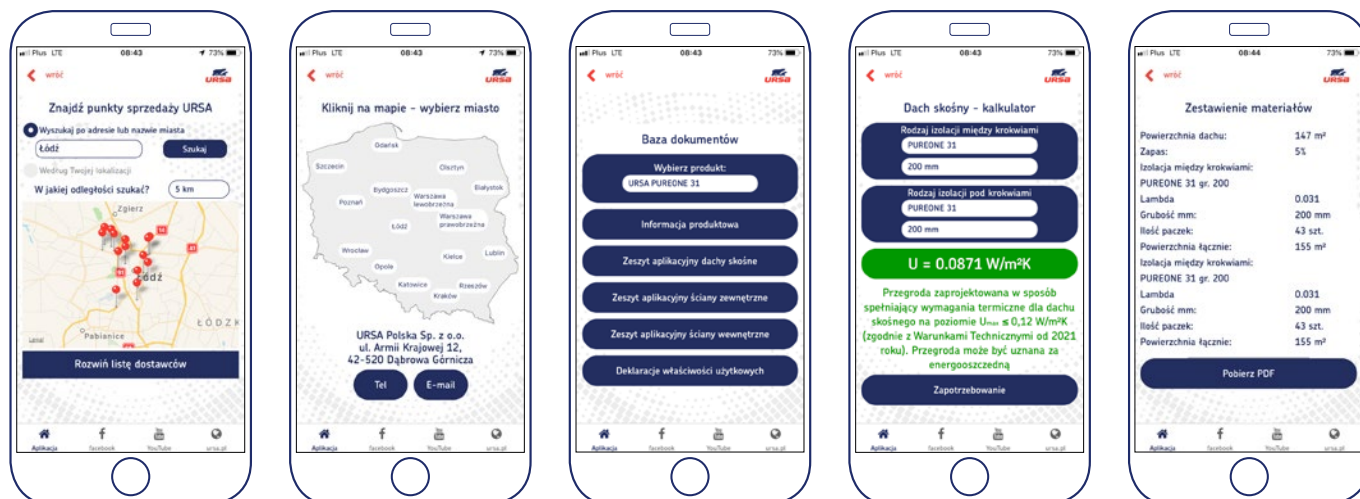 Plus LTE 08:43 73%
wróć URSA
Znajdź punkty sprzedaży URSA
Wyszukaj po adresie lub nazwie miasta
Łódź Szukaj
Według Twojej lokalizacji
W jakiej odległości szukać? 5 km
Zgierz
14
41
91
Łódź
ŁÓDZK
Pabianice
Legal
Rozwiń listę dostawców
Aplikacja facebook YouTube ursa.pl
Plus LTE 08:43 73%
wróć URSA
Kliknij na mapie - wybierz miasto
Gdańsk
Szczecin Olsztyn
Bydgoszcz Białystok
Poznań Warszawa lewobrzeżna
Warszawa prawobrzeżna
Łódź
Wrocław Kielce Lublin
Opole
Katowice Rzeszów
Kraków
URSA Polska Sp. z o.o.
ul. Armii Krajowej 12,
42-520 Dąbrowa Górnicza
Tel E-mail
Aplikacja facebook YouTube ursa.pl
Plus LTE 08:43 73%
wróć URSA
Baza dokumentów
Wybierz produkt:
URSA PUREONE 31
Informacja produktowa
Zeszyt aplikacyjny dachy skośne
Zeszyt aplikacyjny ściany zewnętrzne
Zeszyt aplikacyjny ściany wewnętrzne
Deklaracje właściwości użytkowych
Aplikacja facebook YouTube ursa.pl
Plus LTE 08:43 73%
wróć URSA
Dach skośny - kalkulator
Rodzaj izolacji między krokwiami
PUREONE 31
200 mm
Rodzaj izolacji pod krokwiami
PUREONE 31
200 mm
U = 0.0871 W/m²K
Przegroda zaprojektowana w sposób
spełniający wymagania termiczne dla dachu
skośnego na poziomie Umax ≤ 0,12 W/m²K
(zgodnie z Warunkami Technicznymi od 2021
roku). Przegroda może być uznana za
energooszczedną
Zapotrzebowanie
Aplikacja facebook YouTube ursa.pl
Plus LTE 08:44 73%
wróć URSA
Zestawienie materiałów
Powierzchnia dachu: 147 m²
Zapas: 5%
Izolacja między krokwiami:
PUREONE 31 gr. 200
Lambda 0.031
Grubość mm: 200 mm
Ilość paczek: 43 szt.
Powierzchnia łącznie: 155 m²
Izolacja między krokwiami:
PUREONE 31 gr. 200
Lambda 0.031
Grubość mm: 200 mm
Ilość paczek: 43 szt.
Powierzchnia łącznie: 155 m²
Pobierz PDF
Aplikacja facebook YouTube ursa.pl